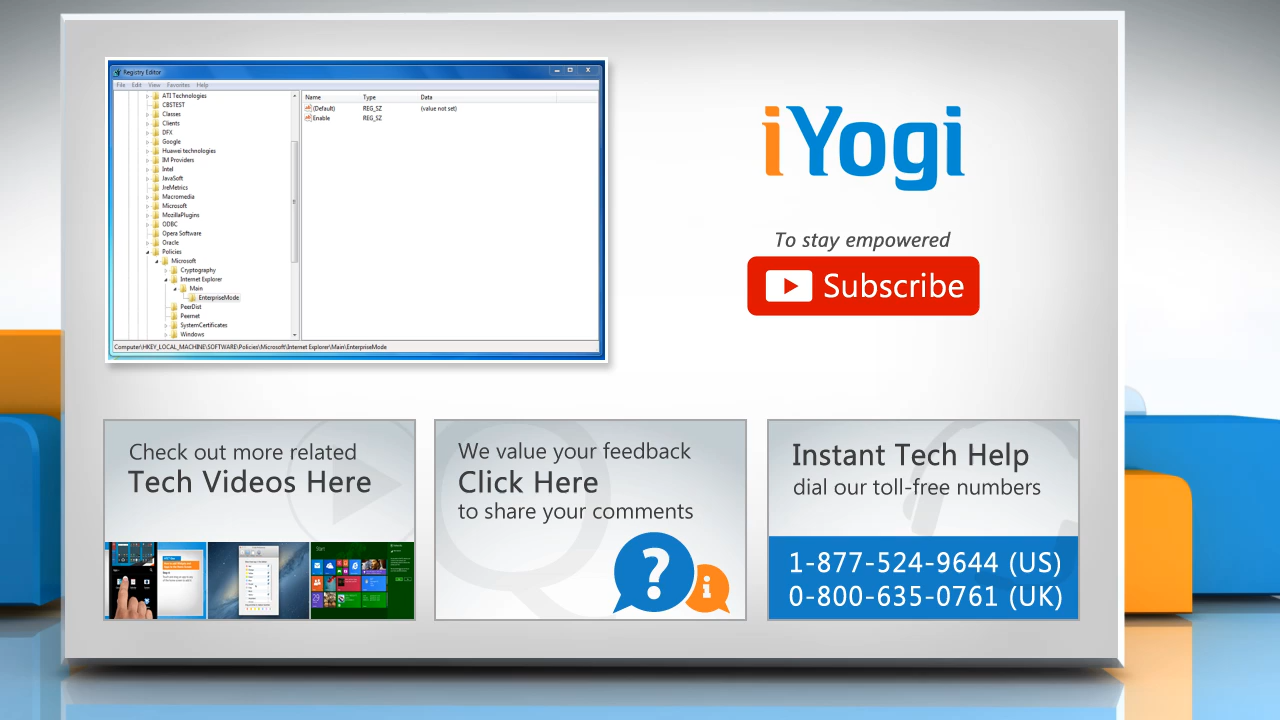 Registry Editor
File Edit View Favorites Help
ATI Technologies
CBSTEST
Classes
Clients
DFX
Google
Huawei technologies
IM Providers
Intel
JavaSoft
JreMetrics
Macromedia
Microsoft
MozillaPlugins
ODBC
Opera Software
Oracle
Policies
Microsoft
Cryptography
Internet Explorer
Main
EnterpriseMode
PeerDist
Peernet
SystemCertificates
Windows
Name Type Data
(Default) REG_SZ (value not set)
Enable REG_SZ
Computer\HKEY_LOCAL_MACHINE\SOFTWARE\Policies\Microsoft\Internet Explorer\Main\EnterpriseMode
iYogi
To stay empowered
Subscribe
Check out more related
Tech Videos Here
Start
We value your feedback
Click Here
to share your comments
?
i
Instant Tech Help
dial our toll-free numbers
1-877-524-9644 (US)
0-800-635-0761 (UK)